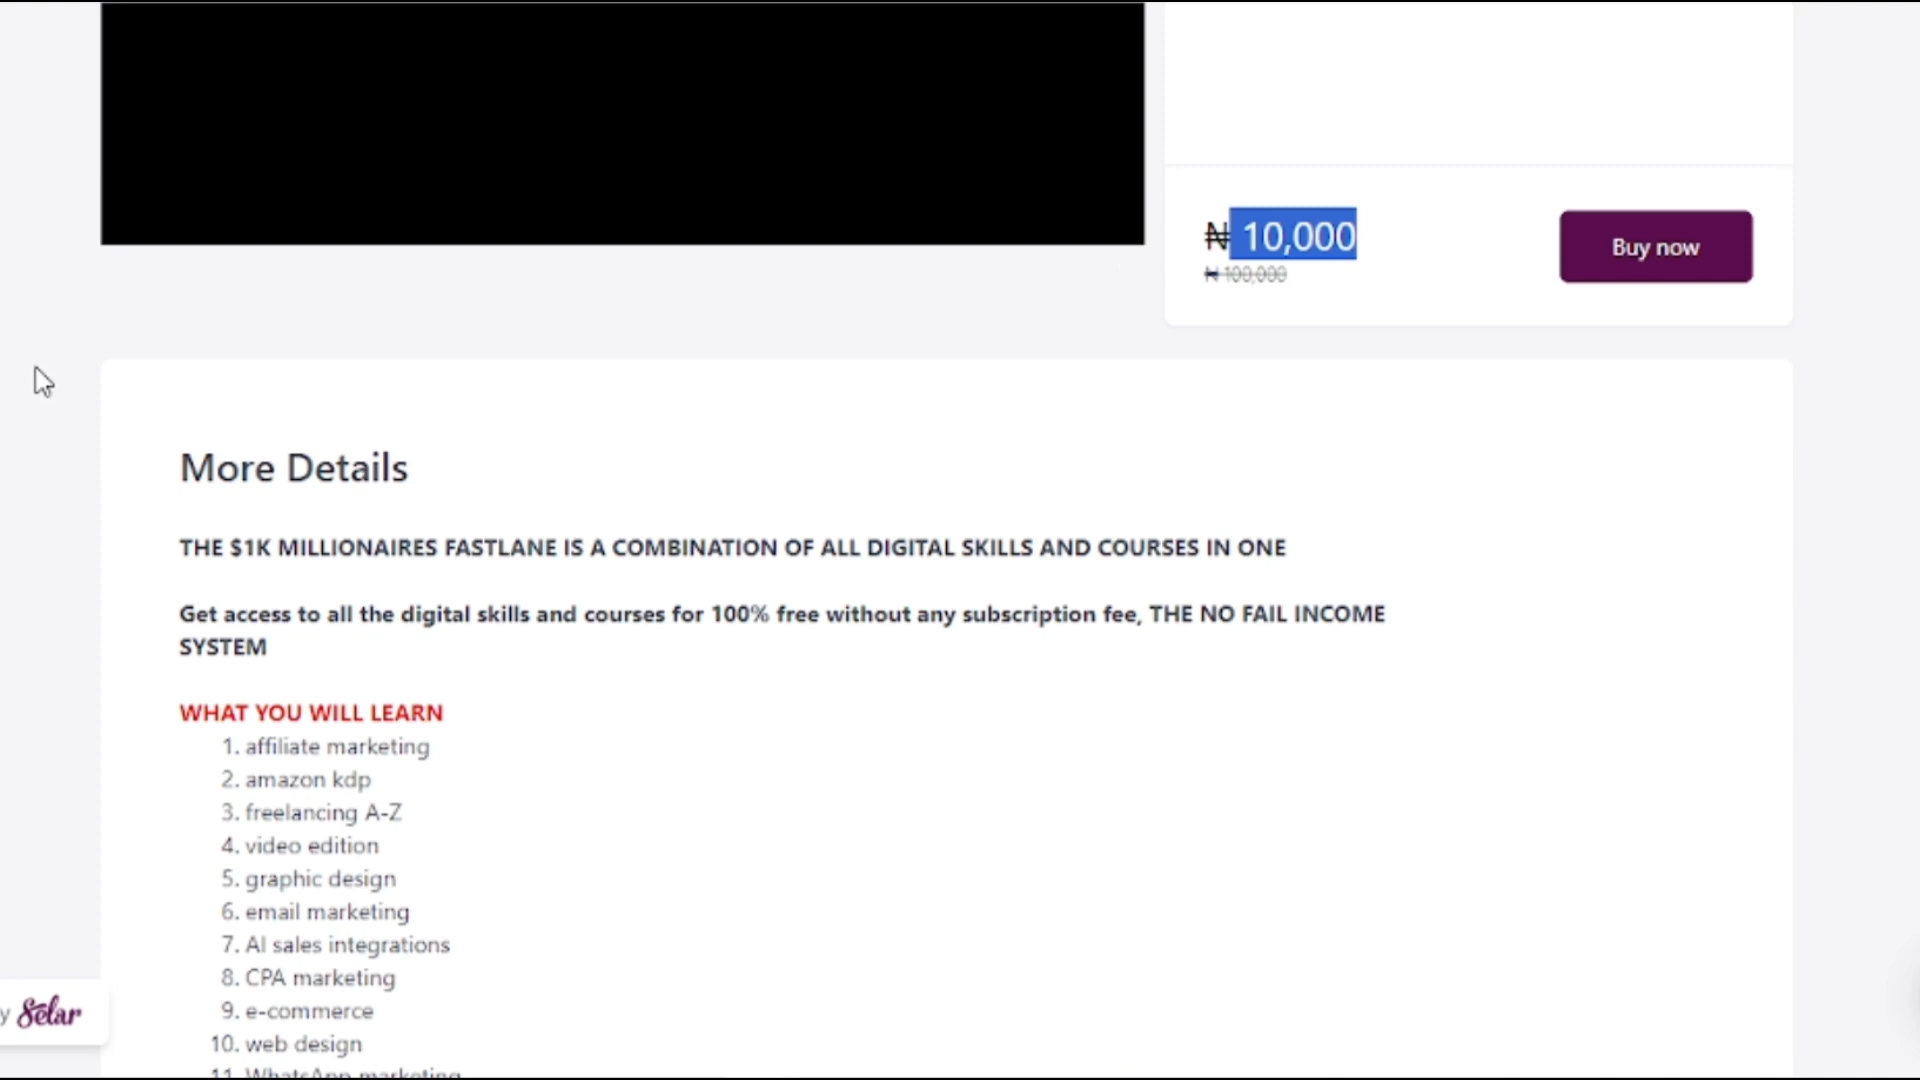 ₦ 10,000
₦ 100,000
Buy now
More Details
THE $1K MILLIONAIRES FASTLANE IS A COMBINATION OF ALL DIGITAL SKILLS AND COURSES IN ONE
Get access to all the digital skills and courses for 100% free without any subscription fee, THE NO FAIL INCOME
SYSTEM
WHAT YOU WILL LEARN
1. affiliate marketing
2. amazon kdp
3. freelancing A-Z
4. video edition
5. graphic design
6. email marketing
7. AI sales integrations
8. CPA marketing
9. e-commerce
y Selar
10. web design
11. WhatsApp marketing